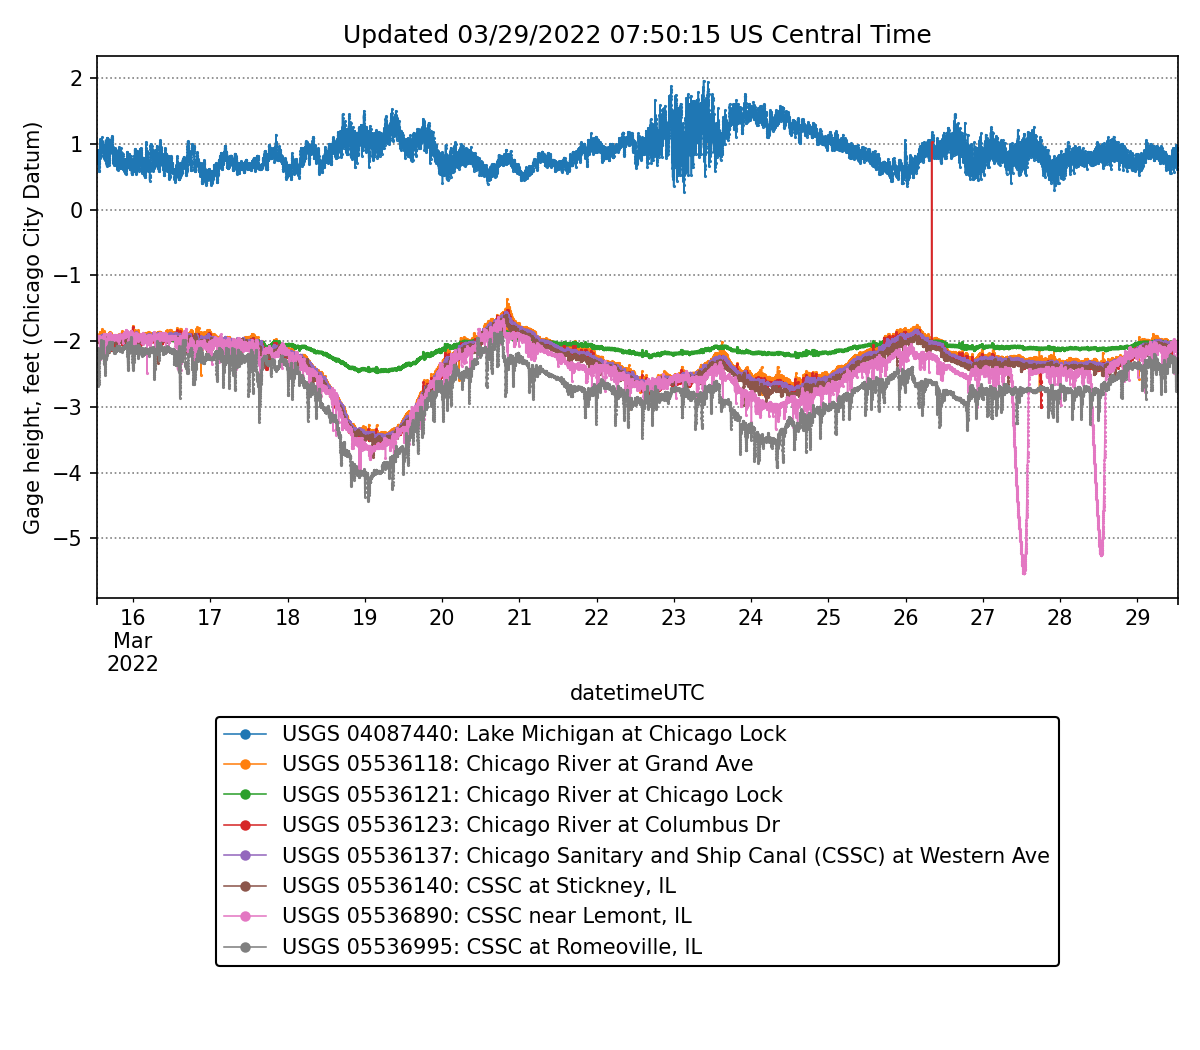 Updated 03/29/2022 07:50:15 US Central Time
Gage height, feet (Chicago City Datum)
2
1
0
−1
−2
−3
−4
−5
16 17 18 19 20 21 22 23 24 25 26 27 28 29
Mar
2022
datetimeUTC
USGS 04087440: Lake Michigan at Chicago Lock
USGS 05536118: Chicago River at Grand Ave
USGS 05536121: Chicago River at Chicago Lock
USGS 05536123: Chicago River at Columbus Dr
USGS 05536137: Chicago Sanitary and Ship Canal (CSSC) at Western Ave
USGS 05536140: CSSC at Stickney, IL
USGS 05536890: CSSC near Lemont, IL
USGS 05536995: CSSC at Romeoville, IL